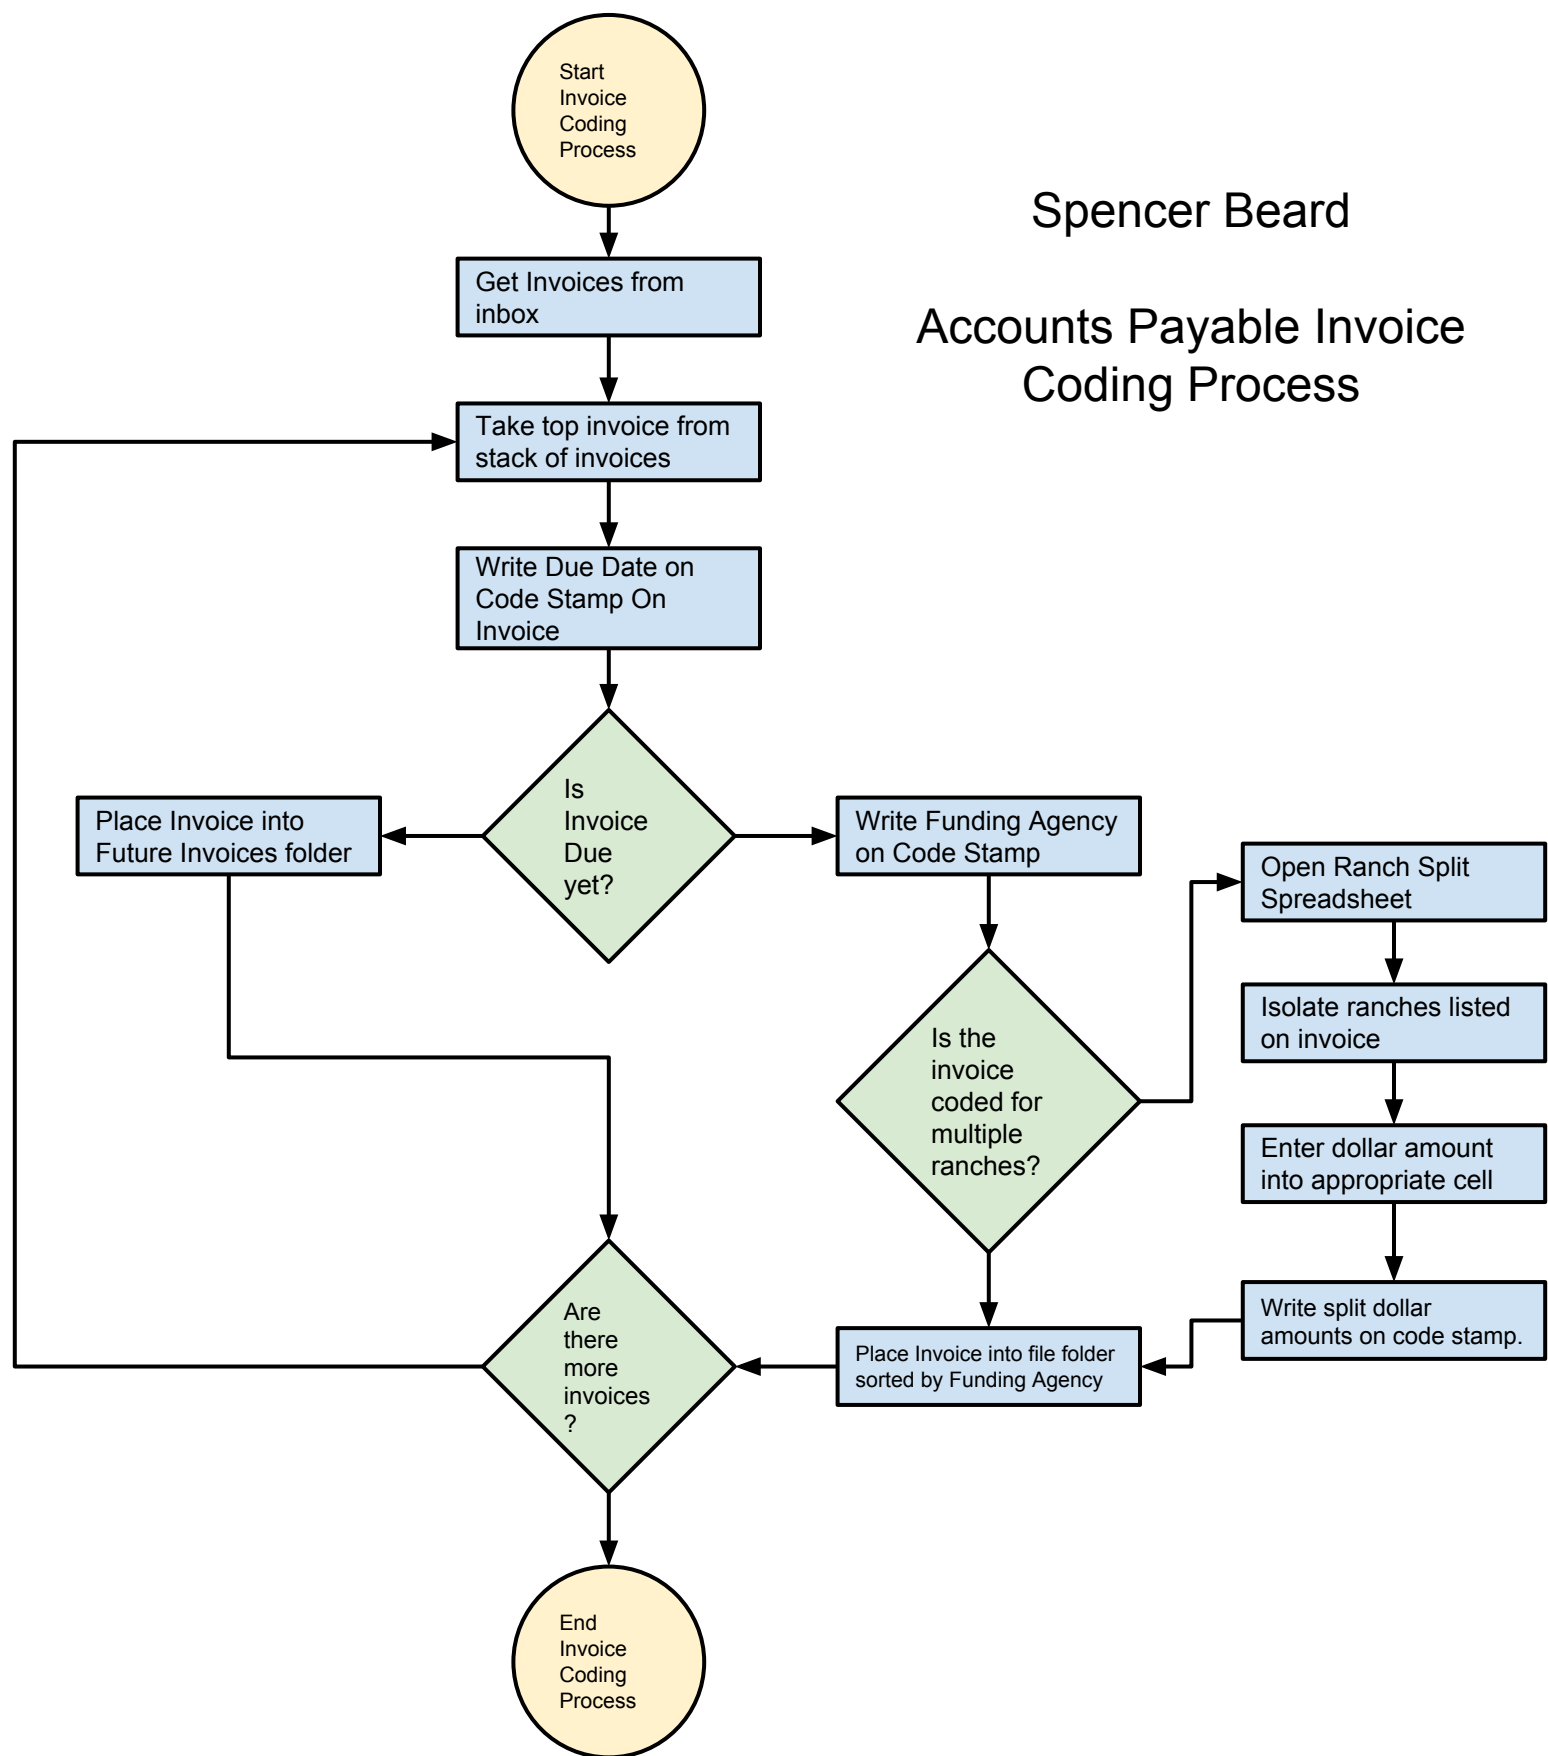 Start
Invoice
Coding
Process
Spencer Beard
Accounts Payable Invoice
Coding Process
Get Invoices from
inbox
Take top invoice from
stack of invoices
Write Due Date on
Code Stamp On
Invoice
Is
Invoice
Due
yet?
Place Invoice into
Future Invoices folder
Write Funding Agency
on Code Stamp
Open Ranch Split
Spreadsheet
Isolate ranches listed
on invoice
Is the
invoice
coded for
multiple
ranches?
Enter dollar amount
into appropriate cell
Write split dollar
amounts on code stamp.
Place Invoice into file folder
sorted by Funding Agency
Are
there
more
invoices
?
End
Invoice
Coding
Process